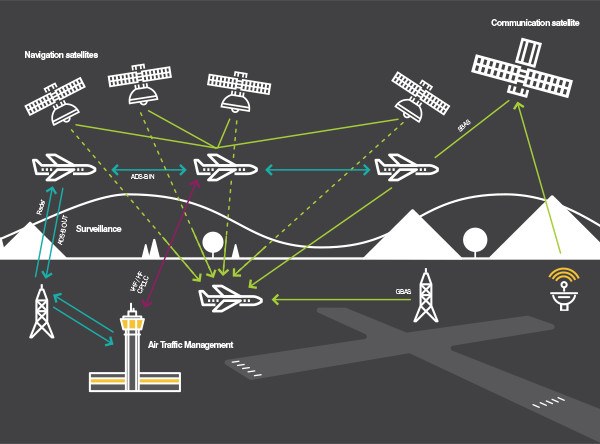 Communication satellite
Navigation satellites
SBAS
ADS-B IN
Radar
ADS-B OUT
Surveillance
VHF / HF
CPDLC
GBAS
Air Traffic Management